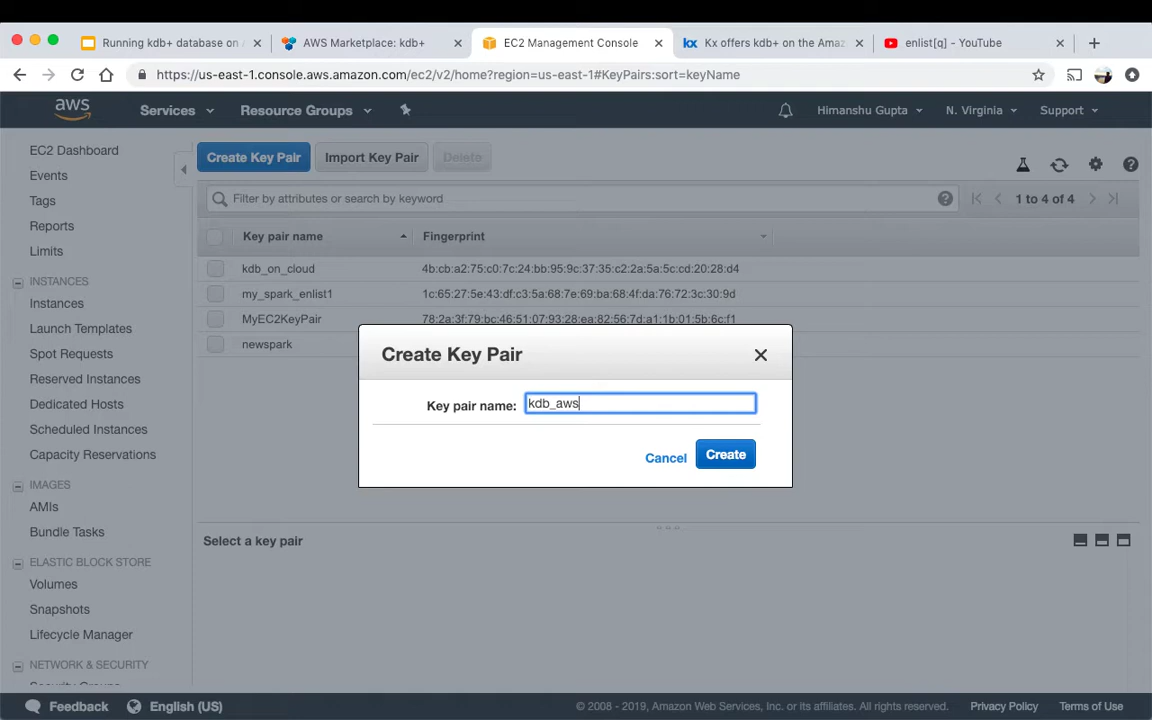 Running kdb+ database on
AWS Marketplace: kdb+
EC2 Management Console
Kx offers kdb+ on the Amaz
enlist[q] - YouTube
https://us-east-1.console.aws.amazon.com/ec2/v2/home?region=us-east-1#KeyPairs:sort=keyName
aws
Services
Resource Groups
Himanshu Gupta
N. Virginia
Support
EC2 Dashboard
Events
Tags
Reports
Limits
INSTANCES
Instances
Launch Templates
Spot Requests
Reserved Instances
Dedicated Hosts
Scheduled Instances
Capacity Reservations
IMAGES
AMIs
Bundle Tasks
ELASTIC BLOCK STORE
Volumes
Snapshots
Lifecycle Manager
NETWORK & SECURITY
Security Groups
Create Key Pair
Import Key Pair
Delete
Filter by attributes or search by keyword
1 to 4 of 4
Key pair name
Fingerprint
kdb_on_cloud 4b:cb:a2:75:c0:7c:24:bb:95:9c:37:35:c2:2a:5a:5c:cd:20:28:d4
my_spark_enlist1 1c:65:27:5e:43:df:c3:5a:68:7e:69:ba:68:4f:da:76:72:3c:30:9d
MyEC2KeyPair 78:2a:3f:79:bc:46:51:07:93:28:ea:82:56:7d:a1:1b:01:5b:6c:f1
newspark
Create Key Pair
Key pair name: kdb_aws
Cancel
Create
Select a key pair
Feedback
English (US)
© 2008 - 2019, Amazon Web Services, Inc. or its affiliates. All rights reserved.
Privacy Policy
Terms of Use